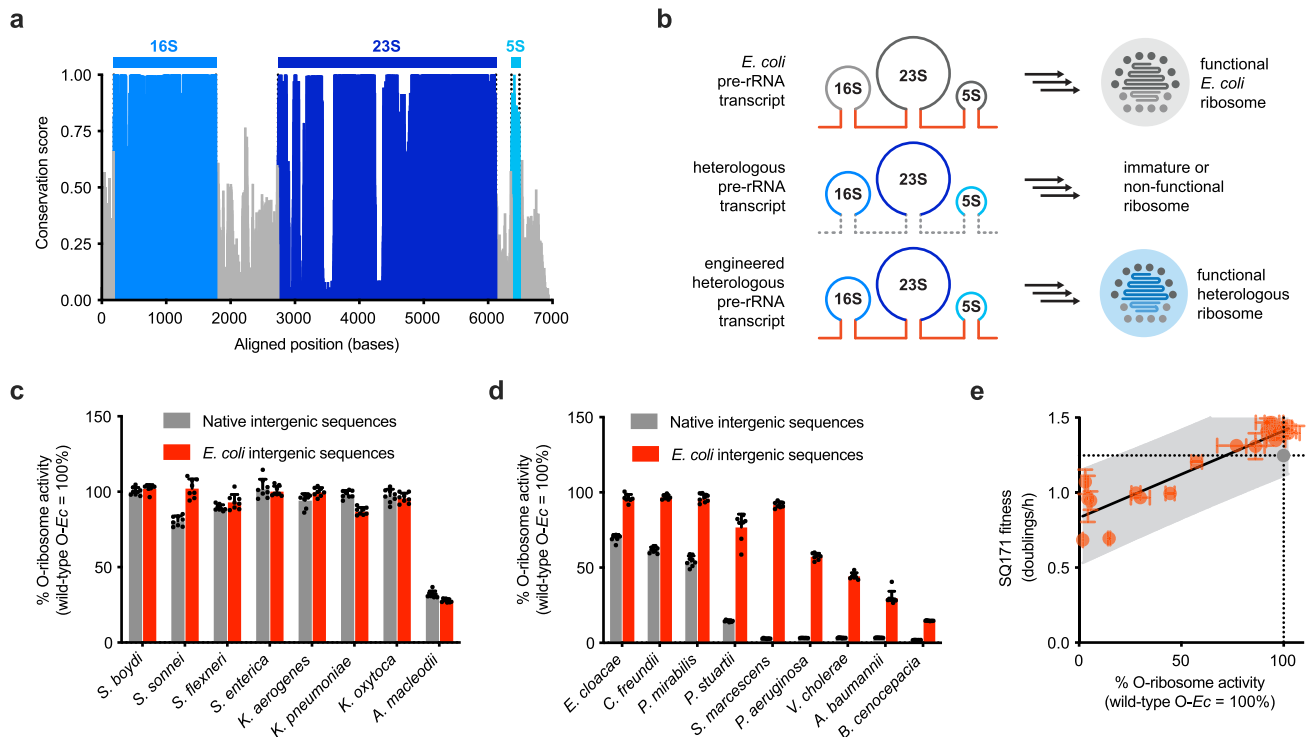 a
16S
23S
5S
1.00
0.75
0.50
0.25
0.00
Conservation score
0
1000
2000
3000
4000
5000
6000
7000
Aligned position (bases)
b
E. coli
pre-rRNA
transcript
16S
23S
5S
functional
E. coli
ribosome
heterologous
pre-rRNA
transcript
16S
23S
5S
immature or
non-functional
ribosome
engineered
heterologous
pre-rRNA
transcript
16S
23S
5S
functional
heterologous
ribosome
c
150
100
50
0
% O-ribosome activity
(wild-type O-Ec = 100%)
Native intergenic sequences
E. coli intergenic sequences
S. boydi
S. sonnei
S. flexneri
S. enterica
K. aerogenes
K. pneumoniae
K. oxytoca
A. macleodii
d
150
100
50
0
% O-ribosome activity
(wild-type O-Ec = 100%)
Native intergenic sequences
E. coli intergenic sequences
E. cloacae
C. freundii
P. mirabilis
P. stuartii
S. marcescens
P. aeruginosa
V. cholerae
A. baumannii
B. cenocepacia
e
1.5
1.0
0.5
0.0
SQ171 fitness
(doublings/h)
0
50
100
% O-ribosome activity
(wild-type O-Ec = 100%)